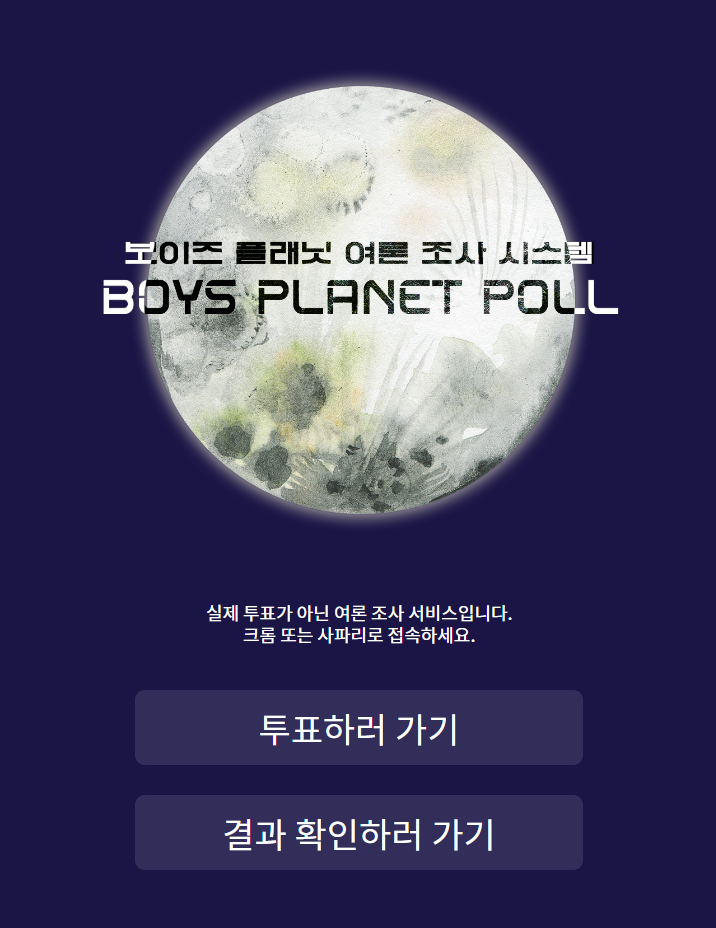 보이즈 플래닛 여론 조사 시스템
BOYS PLANET POLL
실제 투표가 아닌 여론 조사 서비스입니다.
크롬 또는 사파리로 접속하세요.
투표하러 가기
결과 확인하러 가기